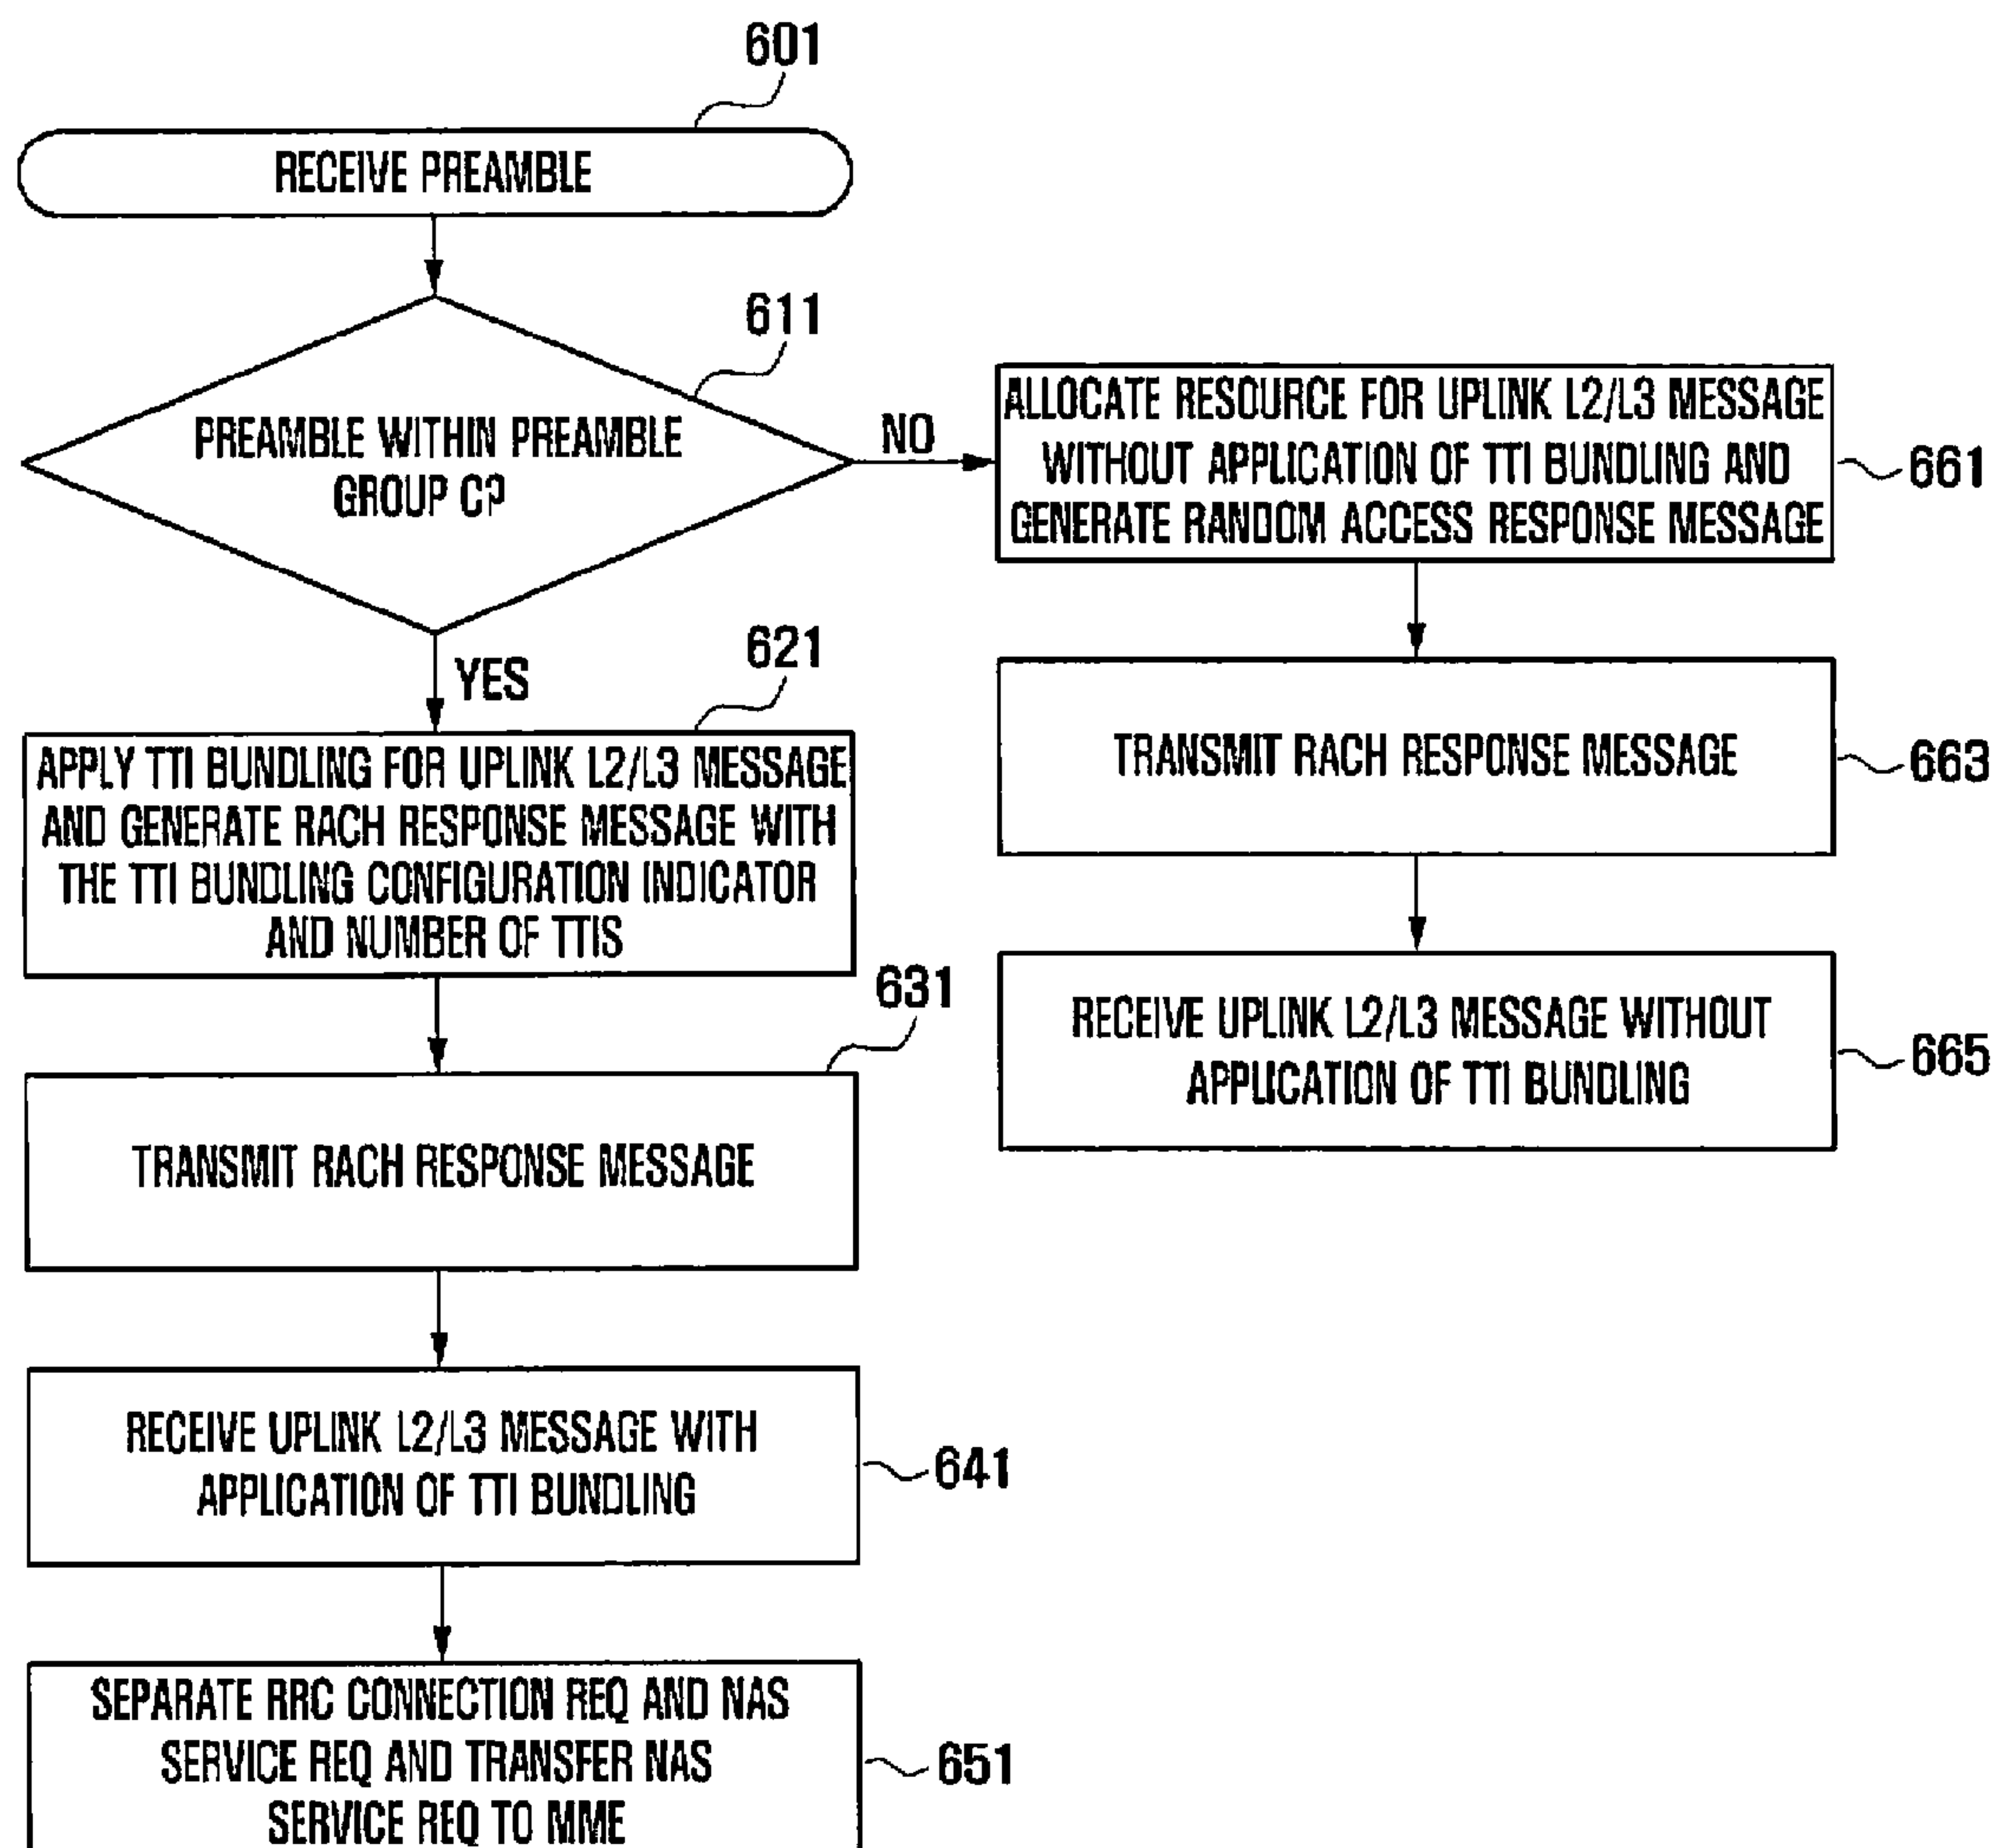 601
RECEIVE PREAMBLE
611
PREAMBLE WITHIN PREAMBLE
GROUP C?
NO
YES
621
APPLY TTI BUNDLING FOR UPLINK L2/L3 MESSAGE
AND GENERATE RACH RESPONSE MESSAGE WITH
THE TTI BUNDLING CONFIGURATION INDICATOR
AND NUMBER OF TTIS
631
TRANSMIT RACH RESPONSE MESSAGE
RECEIVE UPLINK L2/L3 MESSAGE WITH
APPLICATION OF TTI BUNDLING
641
SEPARATE RRC CONNECTION REQ AND NAS
SERVICE REQ AND TRANSFER NAS
SERVICE REQ TO MME
651
ALLOCATE RESOURCE FOR UPLINK L2/L3 MESSAGE
WITHOUT APPLICATION OF TTI BUNDLING AND
GENERATE RANDOM ACCESS RESPONSE MESSAGE
661
TRANSMIT RACH RESPONSE MESSAGE
663
RECEIVE UPLINK L2/L3 MESSAGE WITHOUT
APPLICATION OF TTI BUNDLING
665